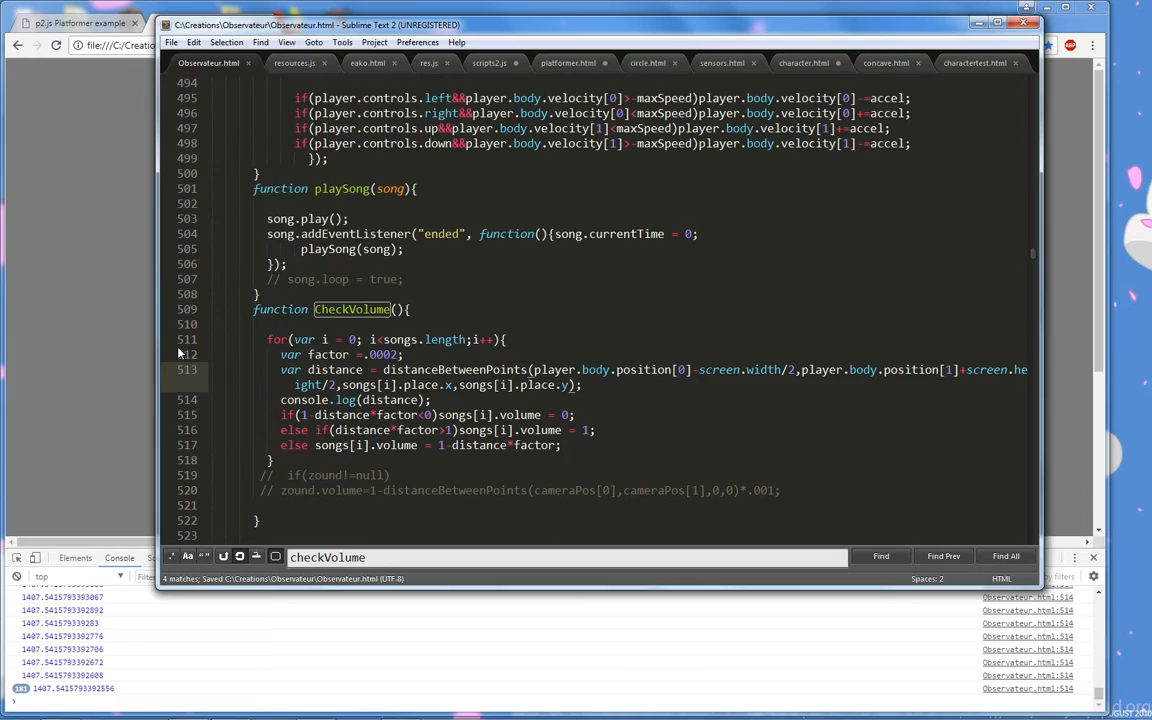 p2.js Platformer example ×
file:///C:/Creatio
C:\Creations\Observateur\Observateur.html - Sublime Text 2 (UNREGISTERED)
File Edit Selection Find View Goto Tools Project Preferences Help
Observateur.html × resources.js × eako.html × res.js × scripts2.js platformer.html circle.html × sensors.html × character.html concave.html × charactertest.html ×
ABP
494
495 if(player.controls.left&&player.body.velocity[0]>-maxSpeed)player.body.velocity[0]-=accel;
496 if(player.controls.right&&player.body.velocity[0]<maxSpeed)player.body.velocity[0]+=accel;
497 if(player.controls.up&&player.body.velocity[1]<maxSpeed)player.body.velocity[1]+=accel;
498 if(player.controls.down&&player.body.velocity[1]>-maxSpeed)player.body.velocity[1]-=accel;
499 });
500 }
501 function playSong(song){
502
503 song.play();
504 song.addEventListener("ended", function(){song.currentTime = 0;
505 playSong(song);
506 });
507 // song.loop = true;
508 }
509 function CheckVolume(){
510
511 for(var i = 0; i<songs.length;i++){
12 var factor =.0002;
513 var distance = distanceBetweenPoints(player.body.position[0]-screen.width/2,player.body.position[1]+screen.he
ight/2,songs[i].place.x,songs[i].place.y);
514 console.log(distance);
515 if(1-distance*factor<0)songs[i].volume = 0;
516 else if(distance*factor>1)songs[i].volume = 1;
517 else songs[i].volume = 1-distance*factor;
518 }
519 // if(zound!=null)
520 // zound.volume=1-distanceBetweenPoints(cameraPos[0],cameraPos[1],0,0)*.001;
521
522 }
523
.* Aa “” checkVolume Find Find Prev Find All
4 matches; Saved C:\Creations\Observateur\Observateur.html (UTF-8) Spaces: 2 HTML
Elements Console So
top ▼ Filter by filters
1407.5415793393067 Observateur.html:514
1407.5415793392892 Observateur.html:514
1407.541579339283 Observateur.html:514
1407.5415793392776 Observateur.html:514
1407.5415793392706 Observateur.html:514
1407.5415793392672 Observateur.html:514
1407.5415793392608 Observateur.html:514
181 1407.5415793392556 Observateur.html:514
>